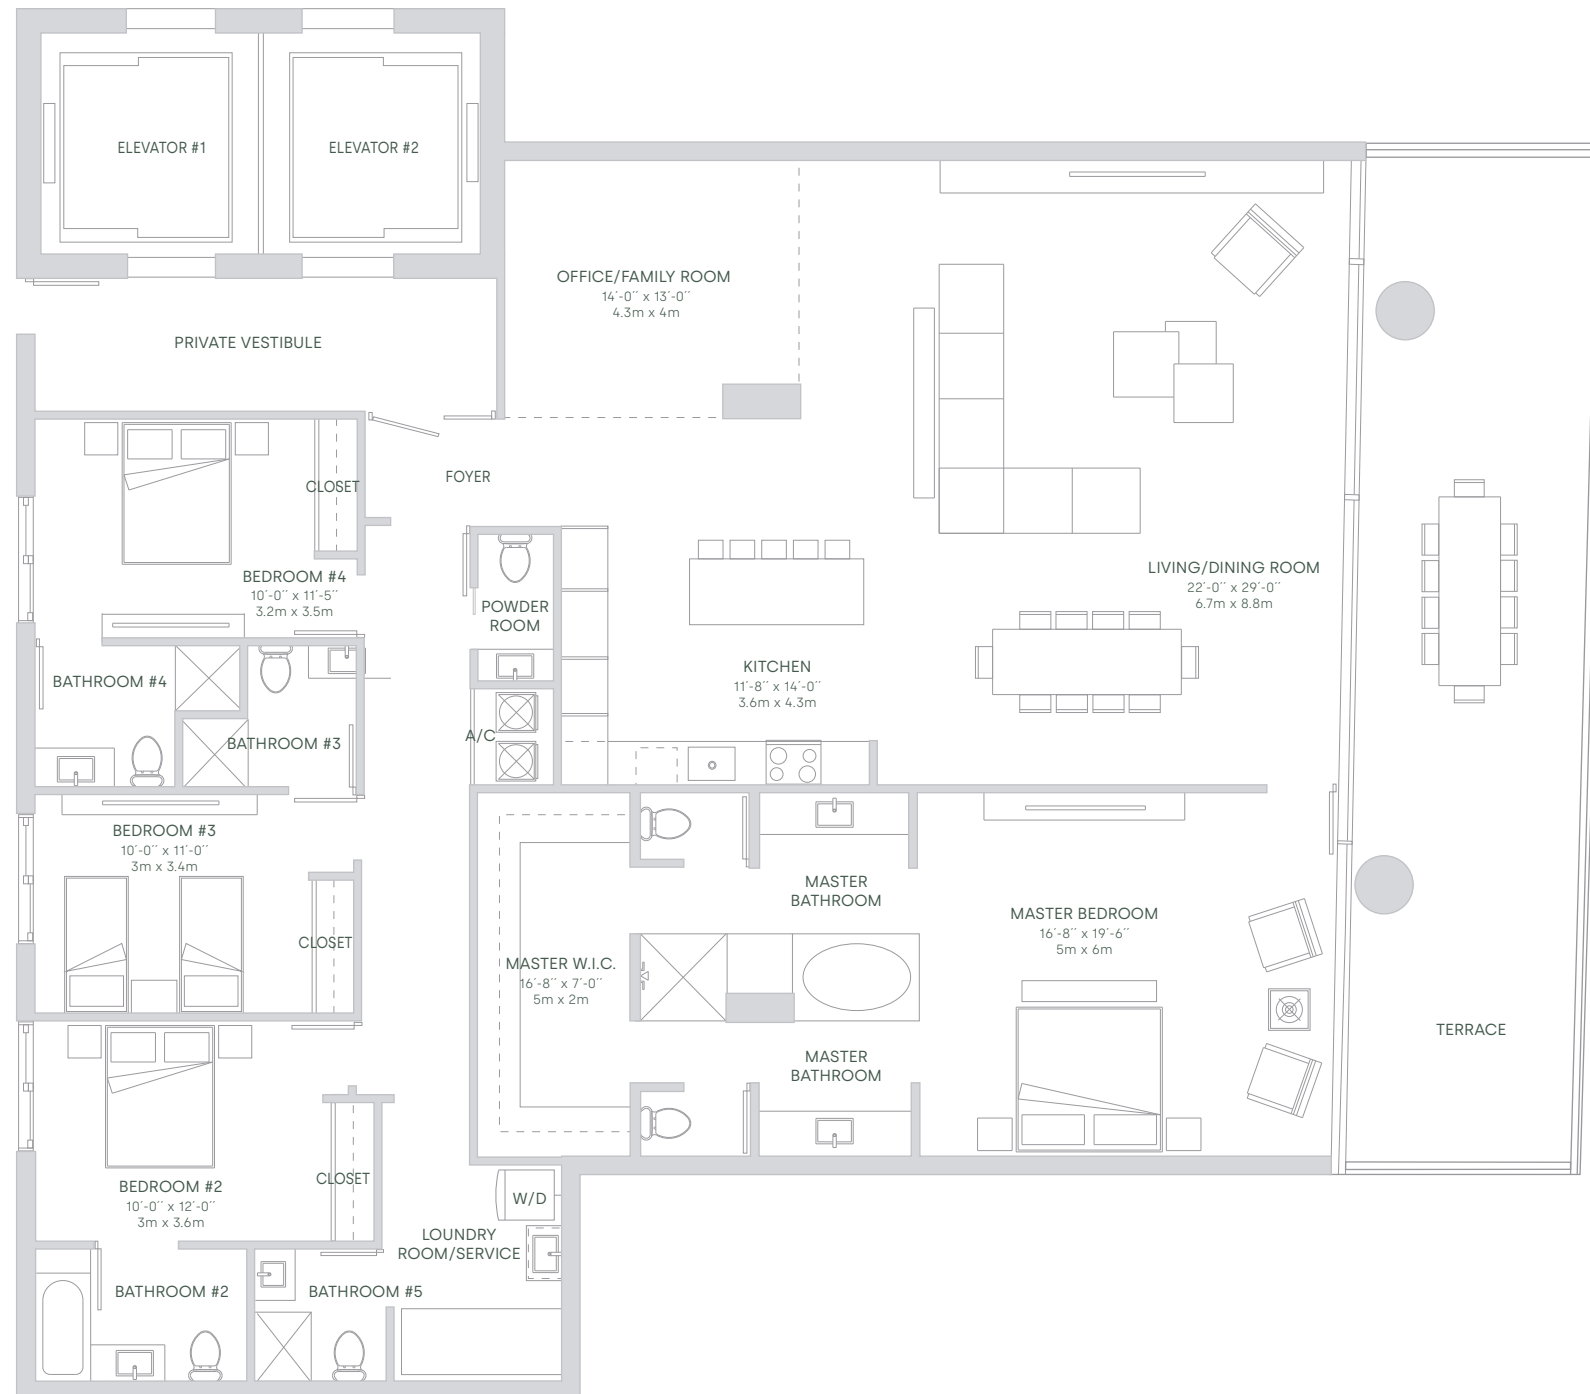 ELEVATOR #1
ELEVATOR #2
OFFICE/FAMILY ROOM
14´-0´´ x 13´-0´´
4.3m x 4m
PRIVATE VESTIBULE
FOYER
CLOSET
BEDROOM #4
10´-0´´ x 11´-5´´
3.2m x 3.5m
POWDER
ROOM
LIVING/DINING ROOM
22´-0´´ x 29´-0´´
6.7m x 8.8m
KITCHEN
11´-8´´ x 14´-0´´
3.6m x 4.3m
BATHROOM #4
BATHROOM #3
A/C
BEDROOM #3
10´-0´´ x 11´-0´´
3m x 3.4m
CLOSET
MASTER
BATHROOM
MASTER BEDROOM
16´-8´´ x 19´-6´´
5m x 6m
MASTER W.I.C.
16´-8´´ x 7´-0´´
5m x 2m
TERRACE
MASTER
BATHROOM
CLOSET
BEDROOM #2
10´-0´´ x 12´-0´´
3m x 3.6m
W/D
LOUNDRY
ROOM/SERVICE
BATHROOM #2
BATHROOM #5